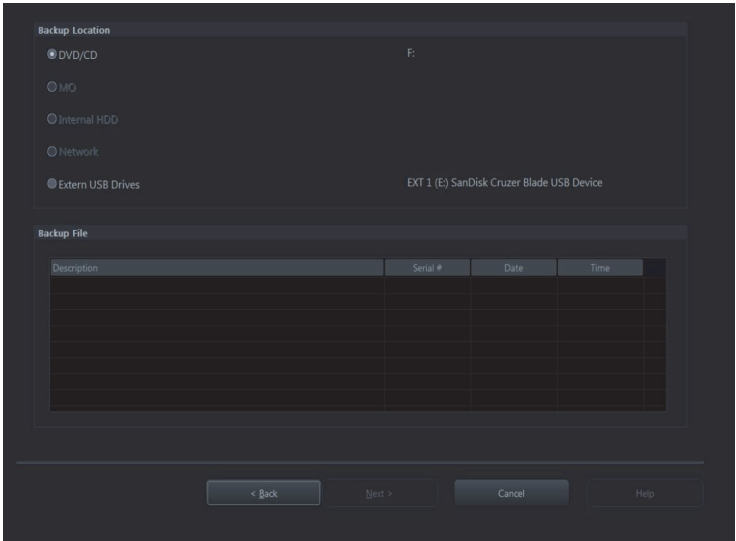 Backup Location
DVD/CD F:
MO
Internal HDD
Network
Extern USB Drives EXT 1 (E:) SanDisk Cruzer Blade USB Device
Backup File
Description Serial # Date Time
< Back Next > Cancel Help